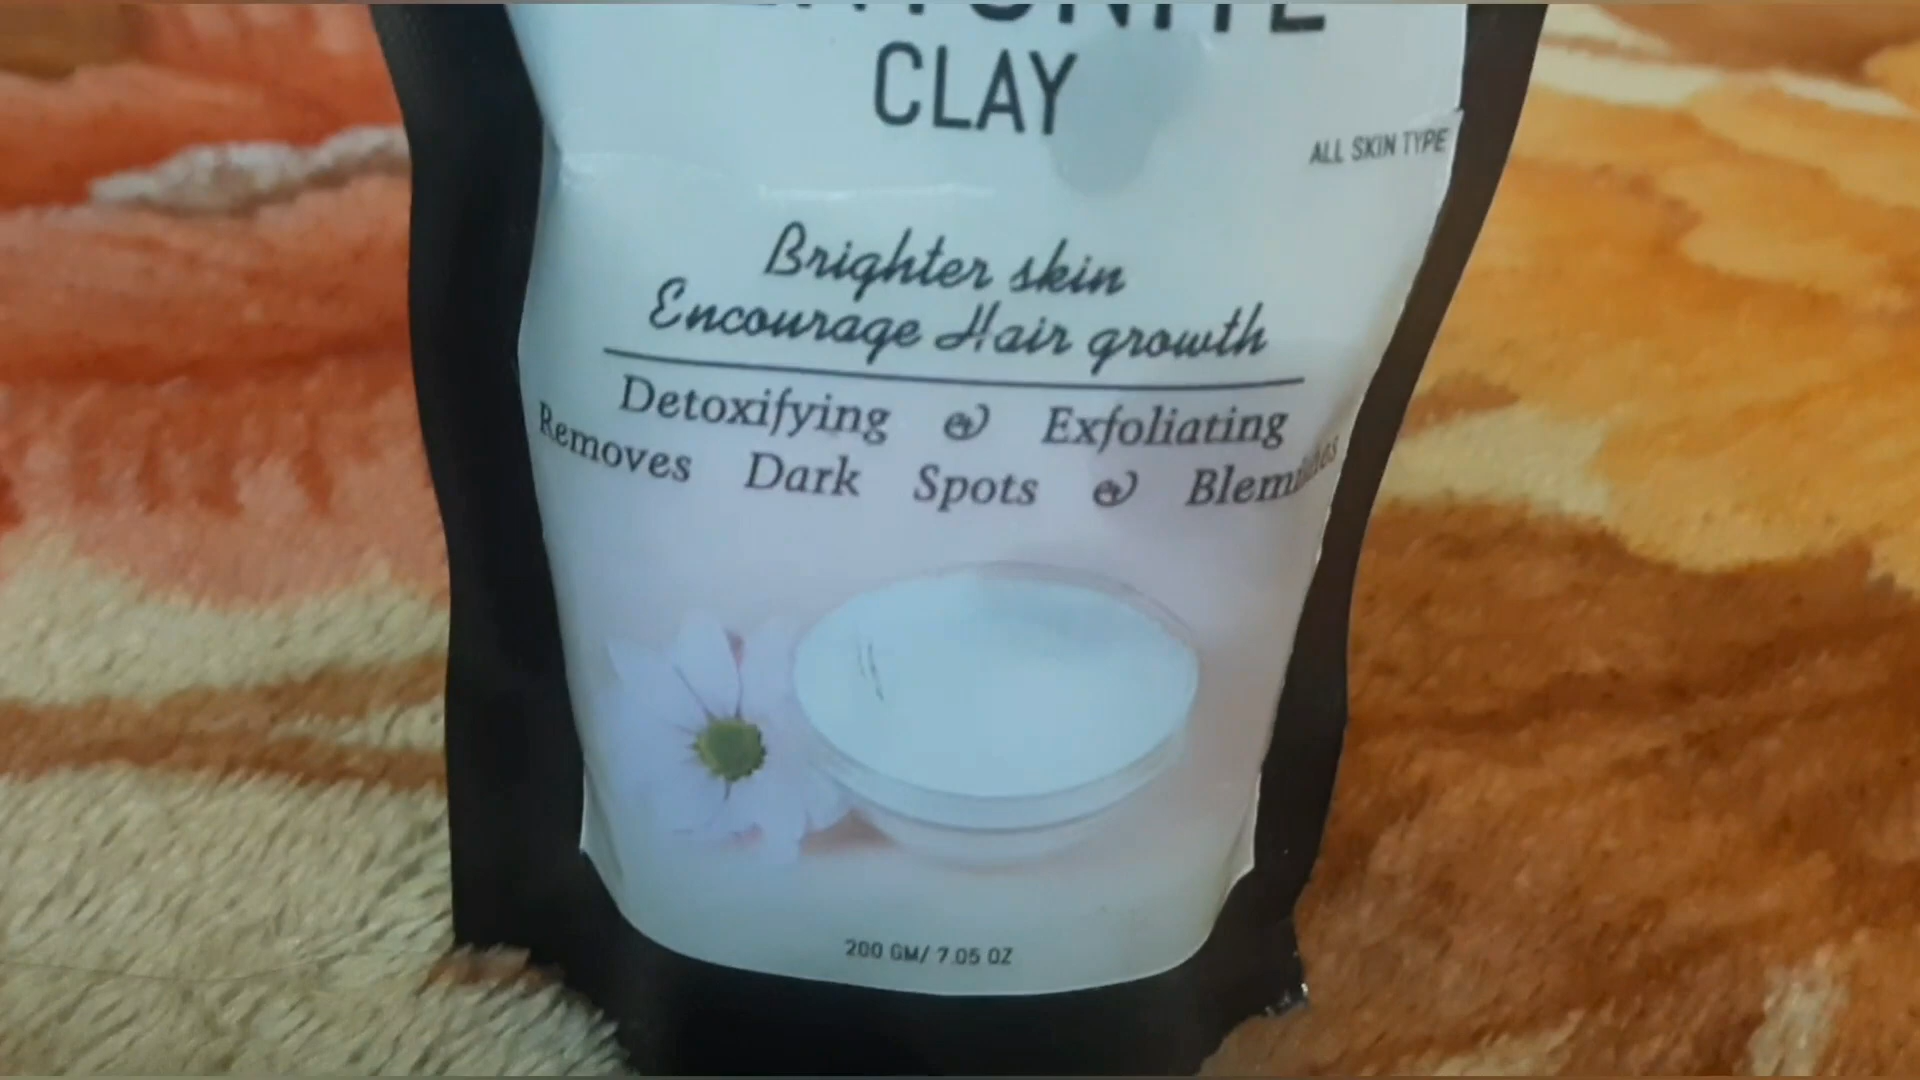 CLAY
ALL SKIN TYPE
Brighter skin
Encourage Hair growth
Detoxifying & Exfoliating
Removes Dark Spots &
200 GM/ 7.05 OZ